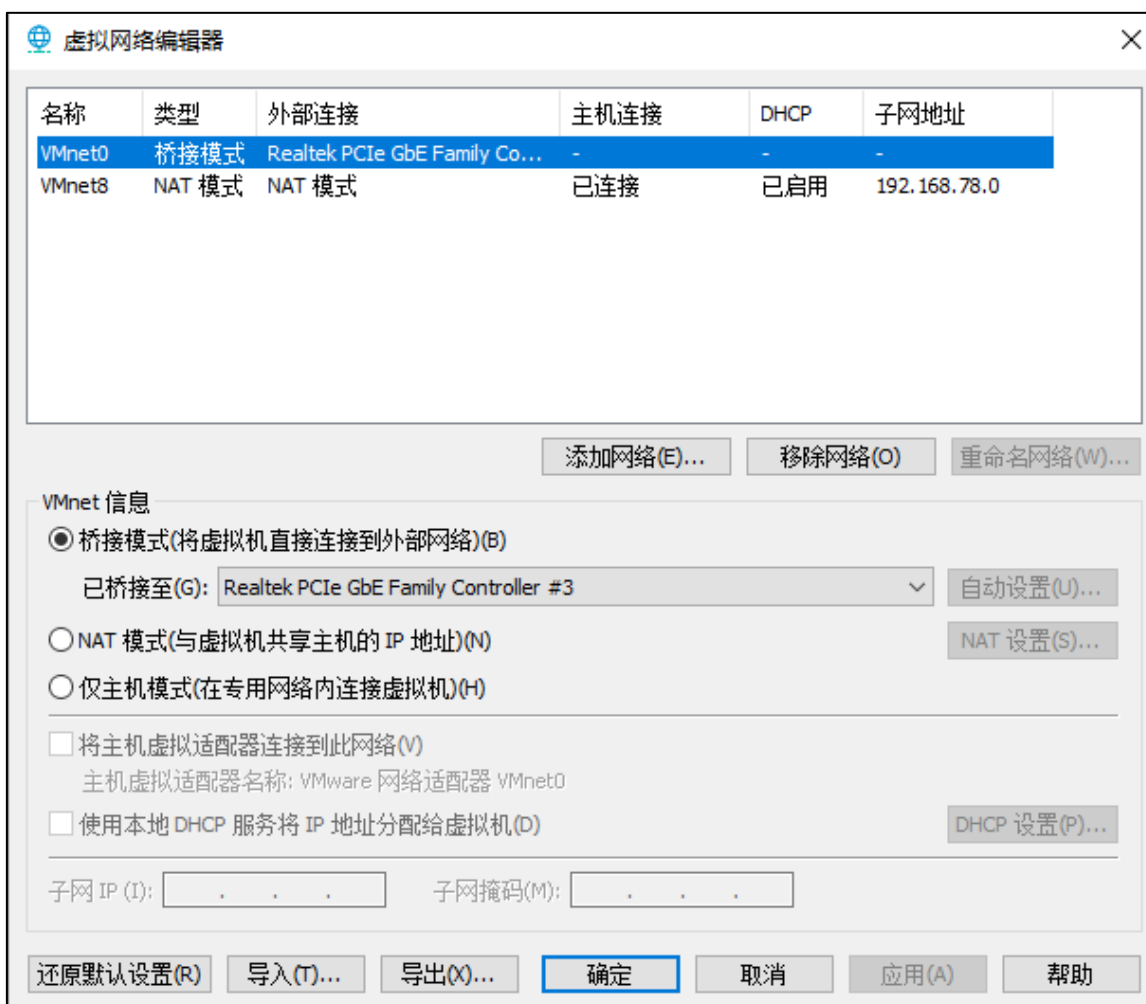 虚拟网络编辑器
名称 类型 外部连接 主机连接 DHCP 子网地址
VMnet0 桥接模式 Realtek PCIe GbE Family Co... - - -
VMnet8 NAT 模式 NAT 模式 已连接 已启用 192.168.78.0
添加网络(E)... 移除网络(O) 重命名网络(W)...
VMnet 信息
桥接模式(将虚拟机直接连接到外部网络)(B)
已桥接至(G): Realtek PCIe GbE Family Controller #3 自动设置(U)...
NAT 模式(与虚拟机共享主机的 IP 地址)(N) NAT 设置(S)...
仅主机模式(在专用网络内连接虚拟机)(H)
将主机虚拟适配器连接到此网络(V)
主机虚拟适配器名称: VMware 网络适配器 VMnet0
使用本地 DHCP 服务将 IP 地址分配给虚拟机(D) DHCP 设置(P)...
子网 IP (I): . . . 子网掩码(M): . . .
还原默认设置(R) 导入(T)... 导出(X)... 确定 取消 应用(A) 帮助